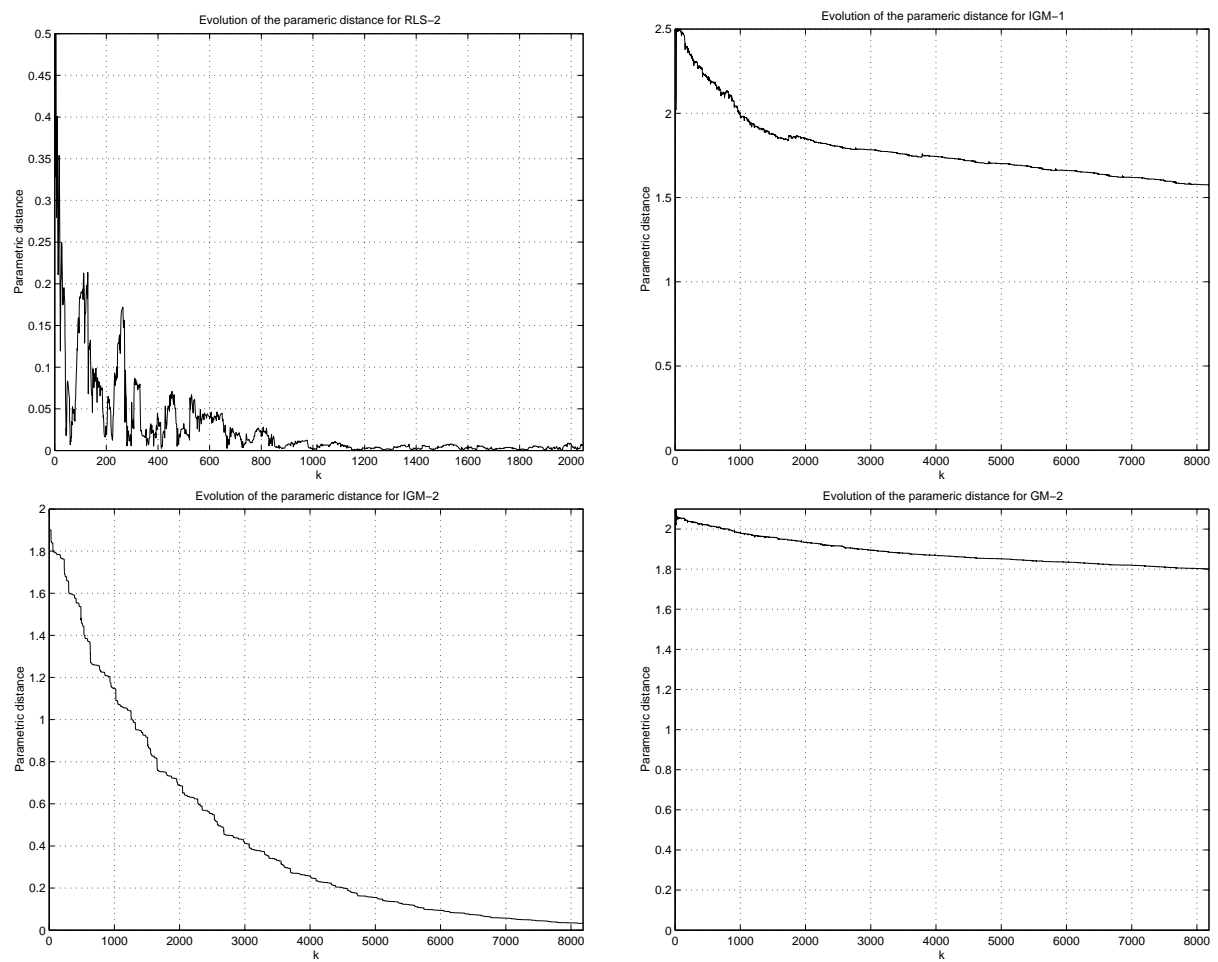 Evolution of the parameric distance for RLS−2
0.5
0.45
0.4
0.35
0.3
0.25
0.2
0.15
0.1
0.05
0
Parametric distance
0 200 400 600 800 1000 1200 1400 1600 1800 2000
k
Evolution of the parameric distance for IGM−1
2.5
2
1.5
1
0.5
0
Parametric distance
0 1000 2000 3000 4000 5000 6000 7000 8000
k
Evolution of the parameric distance for IGM−2
2
1.8
1.6
1.4
1.2
1
0.8
0.6
0.4
0.2
0
Parametric distance
0 1000 2000 3000 4000 5000 6000 7000 8000
k
Evolution of the parameric distance for GM−2
2
1.8
1.6
1.4
1.2
1
0.8
0.6
0.4
0.2
0
Parametric distance
0 1000 2000 3000 4000 5000 6000 7000 8000
k